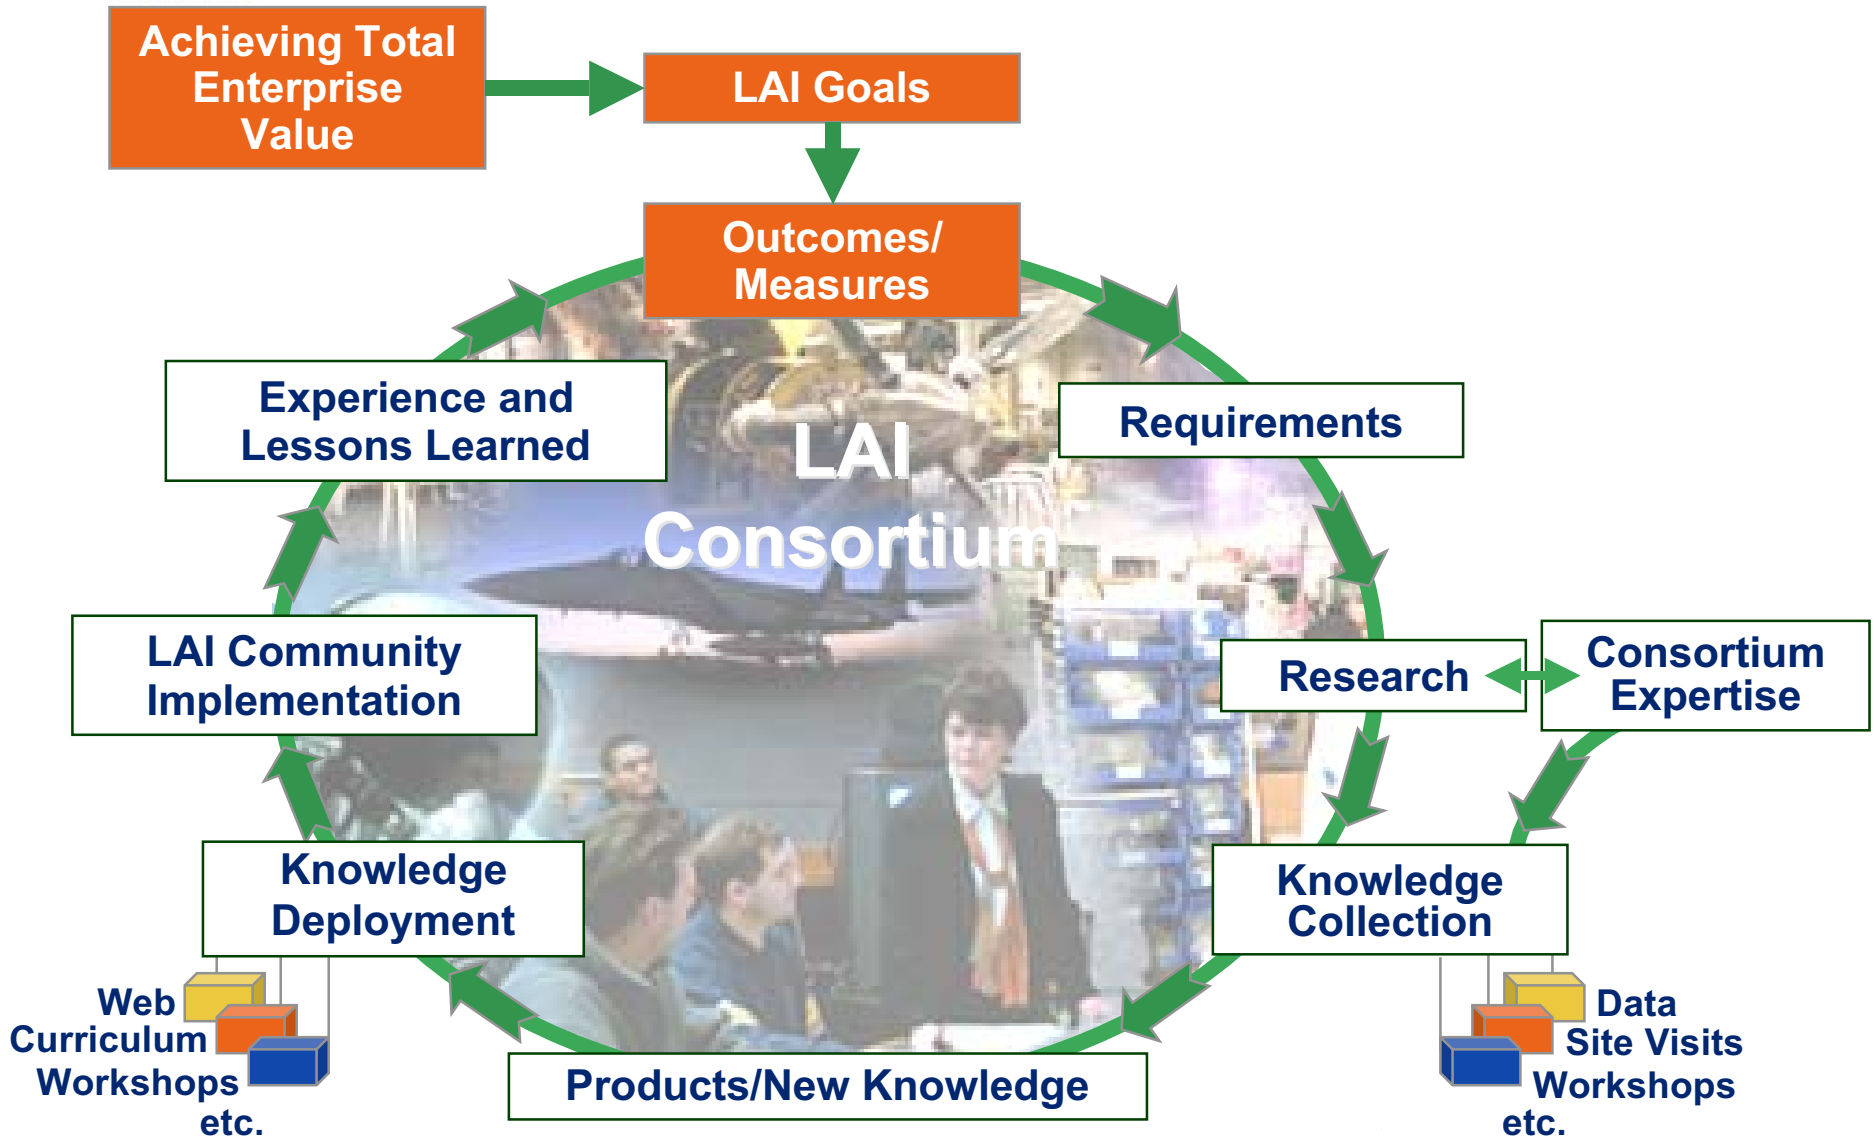 Achieving Total
Enterprise
Value
LAI Goals
Outcomes/
Measures
Experience and
Lessons Learned
Requirements
LAI
Consortium
LAI Community
Implementation
Research
Consortium
Expertise
Knowledge
Deployment
Knowledge
Collection
Web
Curriculum
Workshops
etc.
Products/New Knowledge
Data
Site Visits
Workshops
etc.